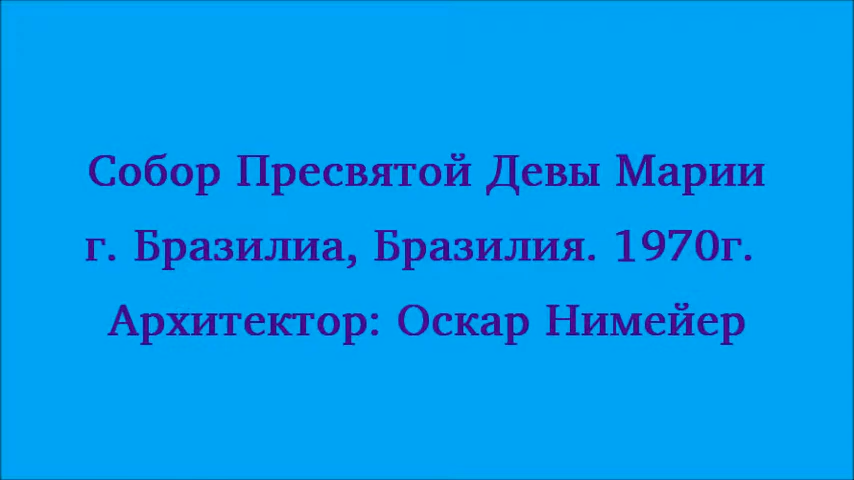 Собор Пресвятой Девы Марии
г. Бразилиа, Бразилия. 1970г.
Архитектор: Оскар Нимейер